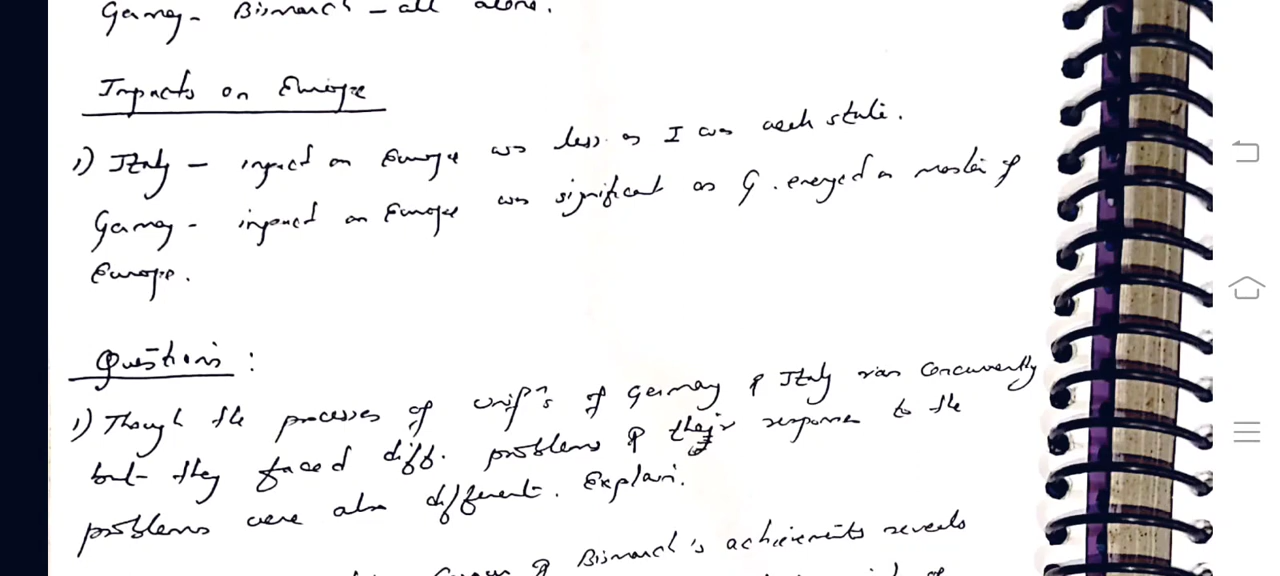 Germany - Bismarck - all alone.
Impacts on Europe
1) Italy - impact on Europe was less as I was weak state.
Germany - impact on Europe was significant as G. emerged as master of
Europe.
Questions :
1) Though the processes of unifⁿs of Germany & Italy ran concurrently
but they faced diff. problems & their response to the
problems were also different. Explain.
Bismarck's achievements reveals